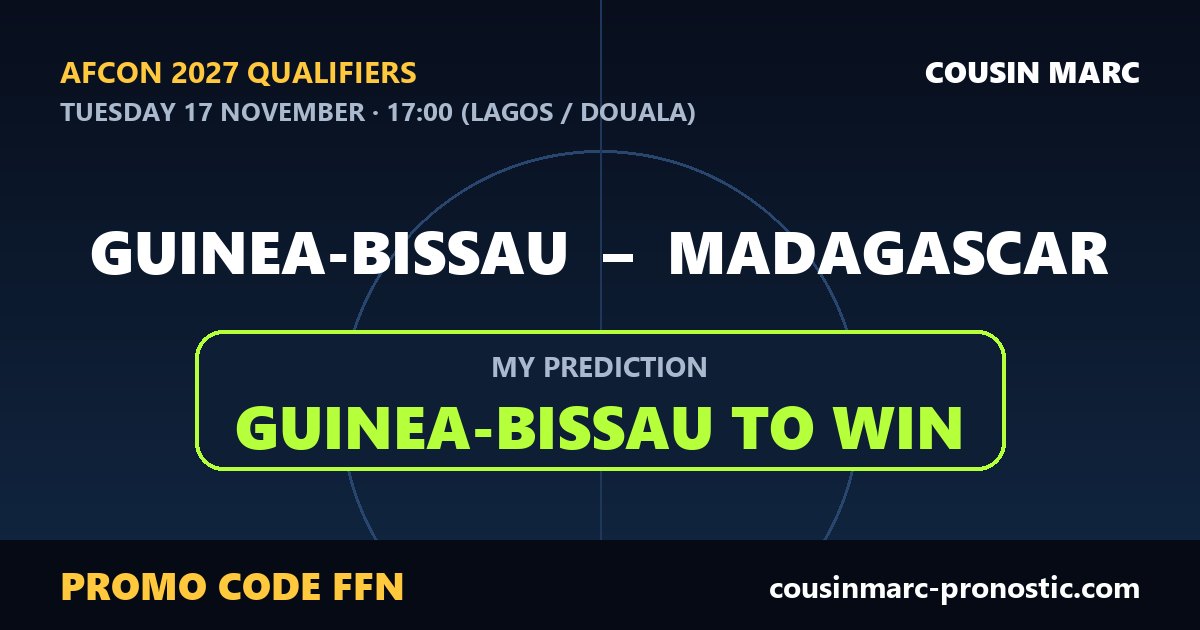 AFCON 2027 QUALIFIERS
COUSIN MARC
TUESDAY 17 NOVEMBER · 17:00 (LAGOS / DOUALA)
GUINEA-BISSAU – MADAGASCAR
MY PREDICTION
GUINEA-BISSAU TO WIN
PROMO CODE FFN
cousinmarc-pronostic.com